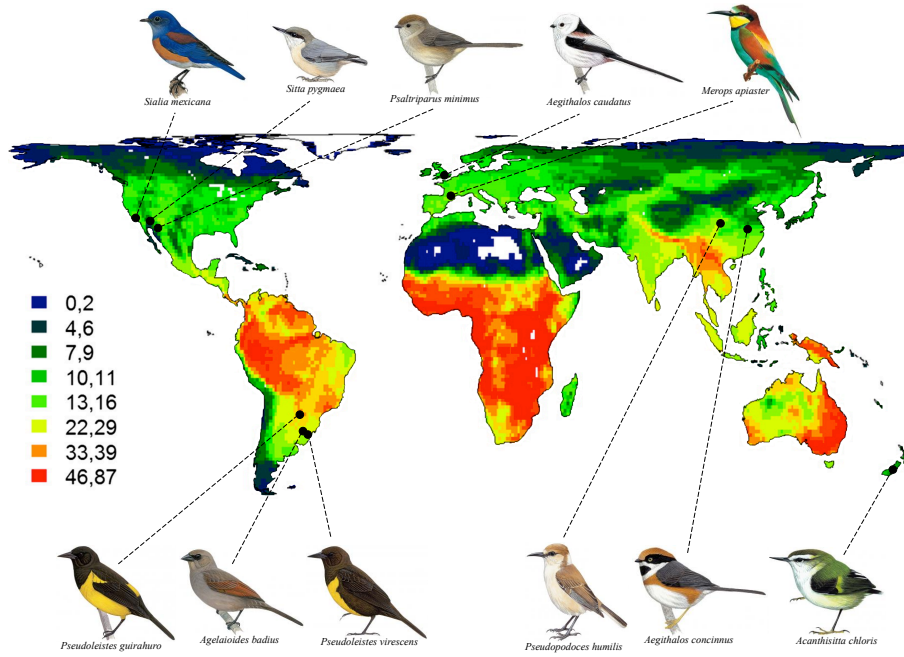 Sialia mexicana
Sitta pygmaea
Psaltriparus minimus
Aegithalos caudatus
Merops apiaster
0,2
4,6
7,9
10,11
13,16
22,29
33,39
46,87
Pseudoleistes guirahuro
Agelaioides badius
Pseudoleistes virescens
Pseudopodoces humilis
Aegithalos concinnus
Acanthisitta chloris